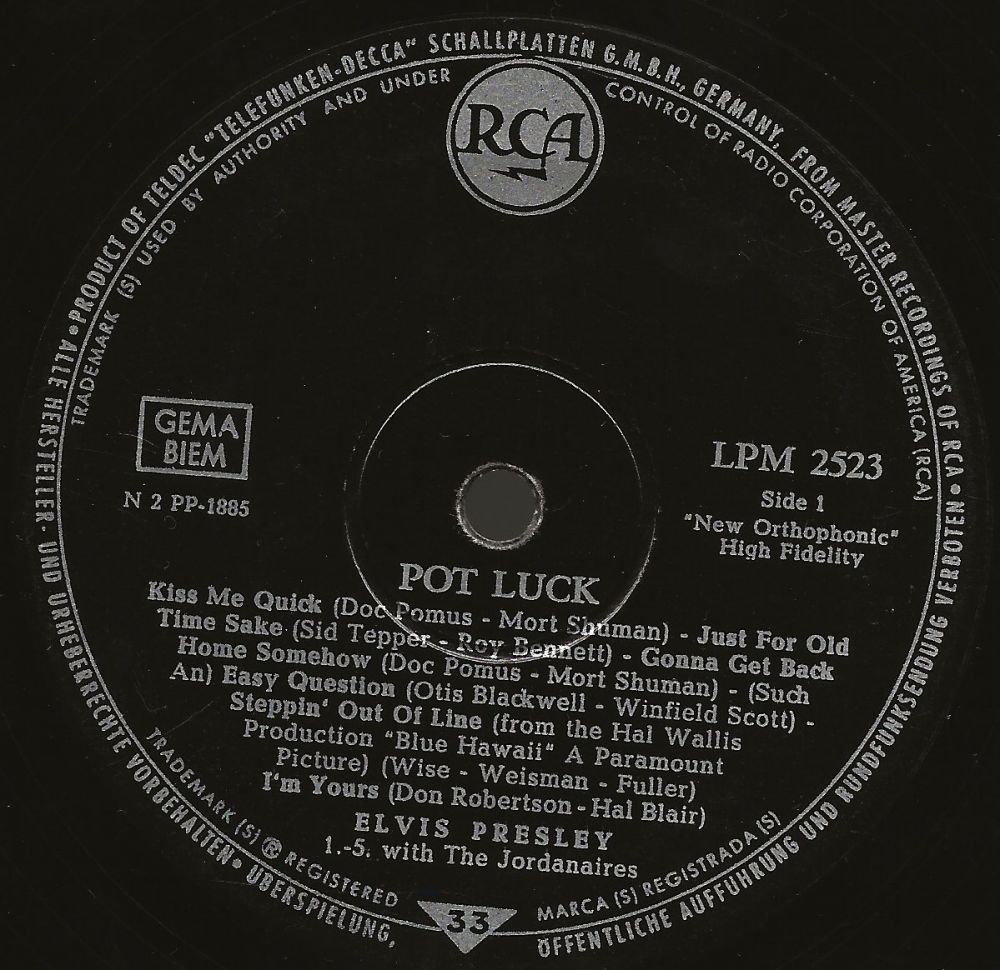 PRODUCT OF TELDEC "TELEFUNKEN-DECCA" SCHALLPLATTEN G.M.B.H., GERMANY, FROM MASTER RECORDINGS OF RCA •
ALLE HERSTELLER- UND URHEBERRECHTE VORBEHALTEN • ÜBERSPIELUNG, ÖFFENTLICHE AUFFÜHRUNG UND RUNDFUNKSENDUNG VERBOTEN •
TRADEMARK (S) USED BY AUTHORITY AND UNDER CONTROL OF RADIO CORPORATION OF AMERICA (RCA)
RCA
GEMA
BIEM
N 2 PP-1885
LPM 2523
Side 1
"New Orthophonic"
High Fidelity
POT LUCK
Kiss Me Quick (Doc Pomus - Mort Shuman) - Just For Old
Time Sake (Sid Tepper - Roy Bennett) - Gonna Get Back
Home Somehow (Doc Pomus - Mort Shuman) - (Such
An) Easy Question (Otis Blackwell - Winfield Scott) -
Steppin' Out Of Line (from the Hal Wallis
Production "Blue Hawaii" A Paramount
Picture) (Wise - Weisman - Fuller)
I'm Yours (Don Robertson - Hal Blair)
ELVIS PRESLEY
1.-5. with The Jordanaires
TRADEMARK (S) ® REGISTERED
33
MARCA (S) REGISTRADA (S)